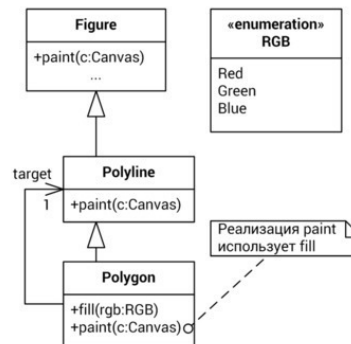 Figure
+paint(c:Canvas)
...
«enumeration»
RGB
Red
Green
Blue
target
1
Polyline
+paint(c:Canvas)
Реализация paint
использует fill
Polygon
+fill(rgb:RGB)
+paint(c:Canvas)